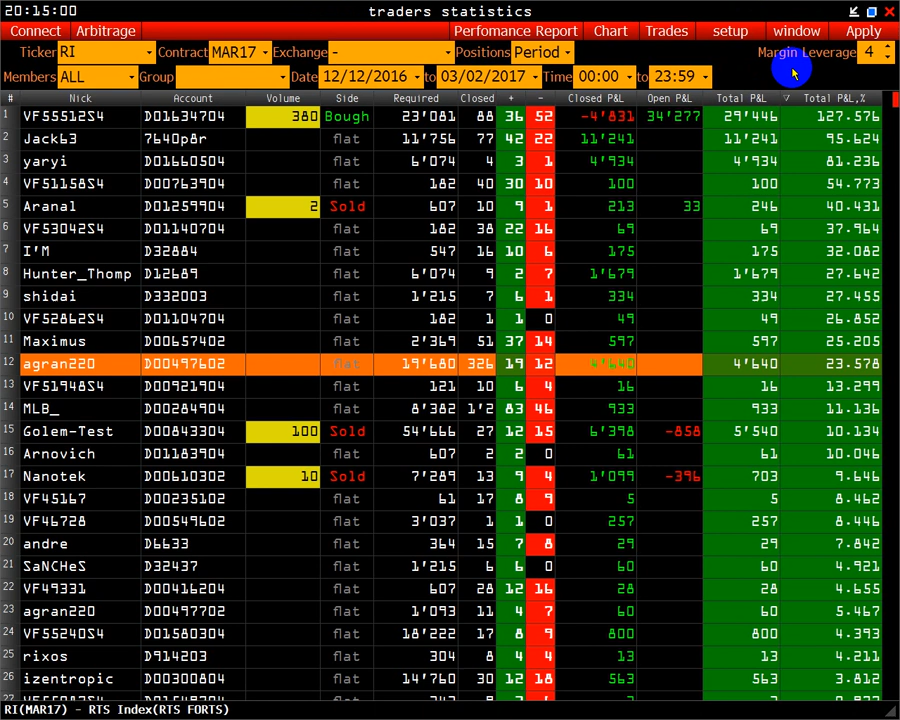 20:15:00 traders statistics
Connect Arbitrage Perfomance Report Chart Trades setup window Apply
Ticker RI Contract MAR17 Exchange - Positions Period Margin Leverage 4
Members ALL Group Date 12/12/2016 to 03/02/2017 Time 00:00 to 23:59
# Nick Account Volume Side Required Closed + - Closed P&L Open P&L Total P&L Total P&L,%
1 VF55512S4 D01634704 380 Bough 23'081 88 36 52 -4'831 34'277 29'446 127.576
2 Jack63 7640p8r flat 11'756 77 42 22 11'241 11'241 95.624
3 yaryi D01660504 flat 6'074 4 3 1 4'934 4'934 81.236
4 VF51158S4 D00763904 flat 182 40 30 10 100 100 54.773
5 Aranal D01259904 2 Sold 607 10 9 1 213 33 246 40.431
6 VF53042S4 D01140704 flat 182 38 22 16 69 69 37.964
7 I'M D32884 flat 547 16 10 6 175 175 32.082
8 Hunter_Thomp D12689 flat 6'074 9 2 7 1'679 1'679 27.642
9 shidai D332003 flat 1'215 7 6 1 334 334 27.455
10 VF52862S4 D01104704 flat 182 1 1 0 49 49 26.852
11 Maximus D00657402 flat 2'369 51 37 14 597 597 25.205
12 agran220 D00497602 flat 19'680 326 19 12 4'640 4'640 23.578
13 VF51948S4 D00921904 flat 121 10 6 4 16 16 13.299
14 MLB_ D00284904 flat 8'382 1'2 83 46 933 933 11.136
15 Golem-Test D00843304 100 Sold 54'666 27 12 15 6'398 -858 5'540 10.134
16 Arnovich D01183904 flat 607 2 2 0 61 61 10.046
17 Nanotek D00610302 10 Sold 7'289 13 9 4 1'099 -396 703 9.646
18 VF45167 D00235102 flat 61 17 8 9 5 5 8.462
19 VF46728 D00549602 flat 3'037 1 1 0 257 257 8.446
20 andre D6633 flat 364 15 7 8 29 29 7.842
21 SaNCHeS D32437 flat 1'215 6 6 0 60 60 4.921
22 VF49331 D00416204 flat 607 28 12 16 28 28 4.655
23 agran220 D00497702 flat 1'093 11 4 7 60 60 5.467
24 VF55240S4 D01580304 flat 18'222 17 8 9 800 800 4.393
25 rixos D914203 flat 304 8 4 4 13 13 4.211
26 izentropic D00300804 flat 14'760 30 12 18 563 563 3.812
RI(MAR17) - RTS Index(RTS FORTS)